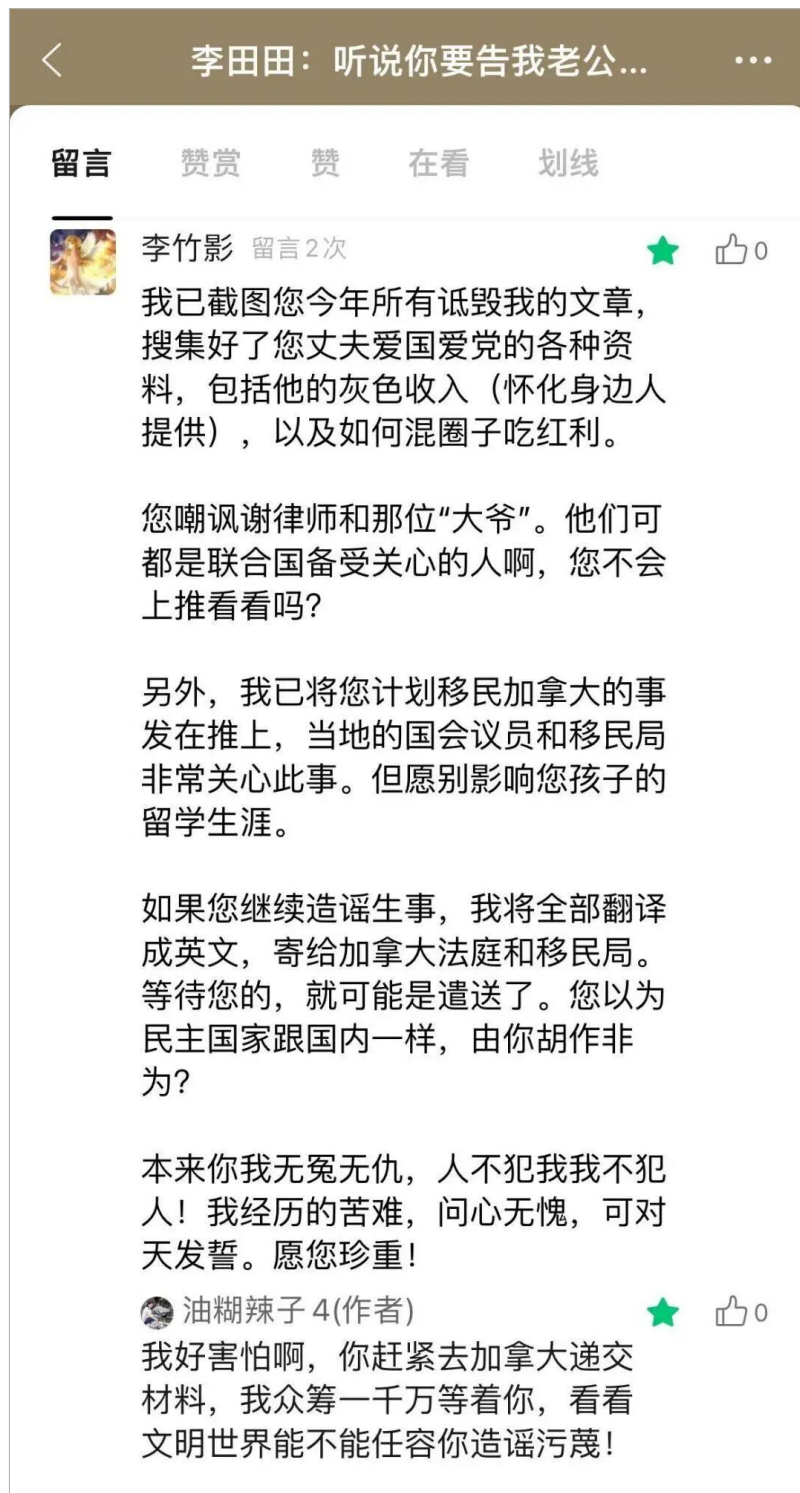 李田田：听说你要告我老公...
留言 赞赏 赞 在看 划线
李竹影 留言2次 0
我已截图您今年所有诋毁我的文章，
搜集好了您丈夫爱国爱党的各种资
料，包括他的灰色收入（怀化身边人
提供），以及如何混圈子吃红利。
您嘲讽谢律师和那位“大爷”。他们可
都是联合国备受关心的人啊，您不会
上推看看吗？
另外，我已将您计划移民加拿大的事
发在推上，当地的国会议员和移民局
非常关心此事。但愿别影响您孩子的
留学生涯。
如果您继续造谣生事，我将全部翻译
成英文，寄给加拿大法庭和移民局。
等待您的，就可能是遣送了。您以为
民主国家跟国内一样，由你胡作非
为？
本来你我无冤无仇，人不犯我我不犯
人！我经历的苦难，问心无愧，可对
天发誓。愿您珍重！
油糊辣子4(作者) 0
我好害怕啊，你赶紧去加拿大递交
材料，我众筹一千万等着你，看看
文明世界能不能任容你造谣污蔑！